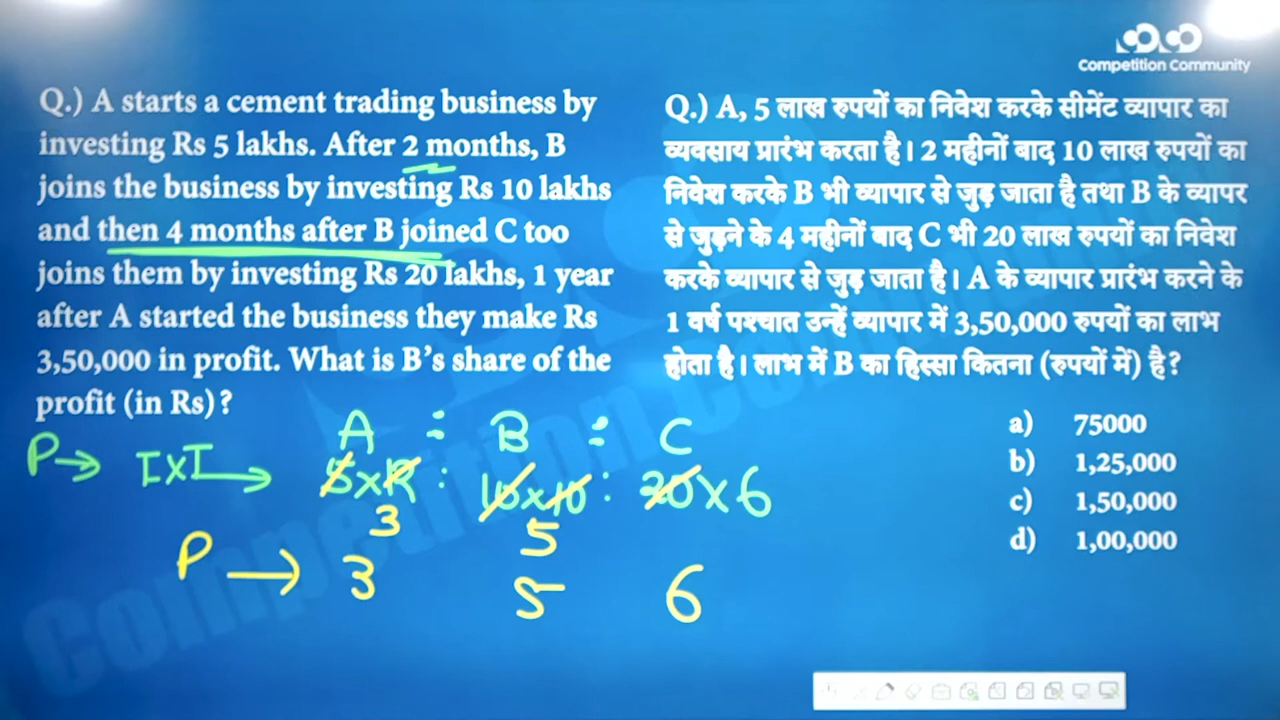 Competition Community
Q.) A starts a cement trading business by
investing Rs 5 lakhs. After 2 months, B
joins the business by investing Rs 10 lakhs
and then 4 months after B joined C too
joins them by investing Rs 20 lakhs, 1 year
after A started the business they make Rs
3,50,000 in profit. What is B's share of the
profit (in Rs)?
Q.) A, 5 लाख रुपयों का निवेश करके सीमेंट व्यापार का
व्यवसाय प्रारंभ करता है। 2 महीनों बाद 10 लाख रुपयों का
निवेश करके B भी व्यापार से जुड़ जाता है तथा B के व्यापर
से जुड़ने के 4 महीनों बाद C भी 20 लाख रुपयों का निवेश
करके व्यापार से जुड़ जाता है। A के व्यापार प्रारंभ करने के
1 वर्ष पश्चात उन्हें व्यापार में 3,50,000 रुपयों का लाभ
होता है। लाभ में B का हिस्सा कितना (रुपयों में) है?
a) 75000
b) 1,25,000
c) 1,50,000
d) 1,00,000
A : B : C
P → I×I → 5×12 : 10×10 : 20×6
3 5
P → 3 5 6
Competition Community